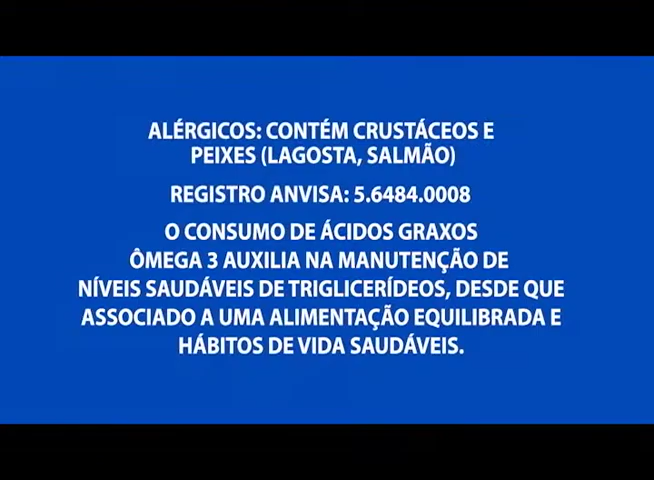 ALÉRGICOS: CONTÉM CRUSTÁCEOS E
PEIXES (LAGOSTA, SALMÃO)
REGISTRO ANVISA: 5.6484.0008
O CONSUMO DE ÁCIDOS GRAXOS
ÔMEGA 3 AUXILIA NA MANUTENÇÃO DE
NÍVEIS SAUDÁVEIS DE TRIGLICERÍDEOS, DESDE QUE
ASSOCIADO A UMA ALIMENTAÇÃO EQUILIBRADA E
HÁBITOS DE VIDA SAUDÁVEIS.